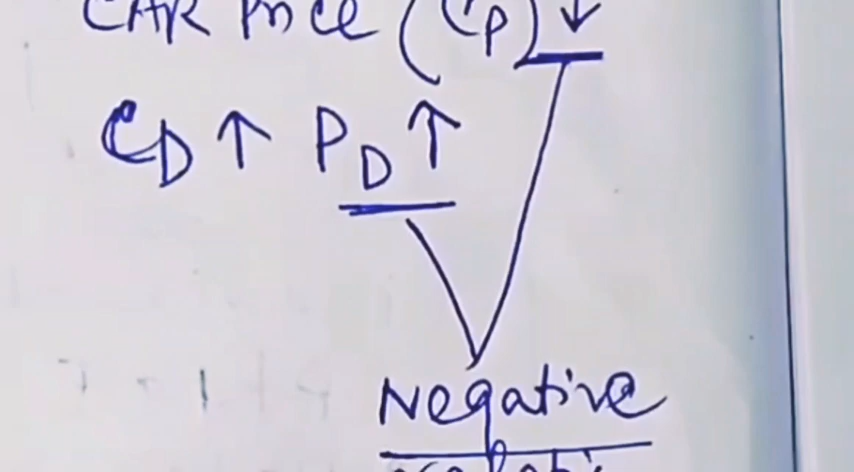 CAR Price (CP) ↓
CD ↑ PD ↑
Negative